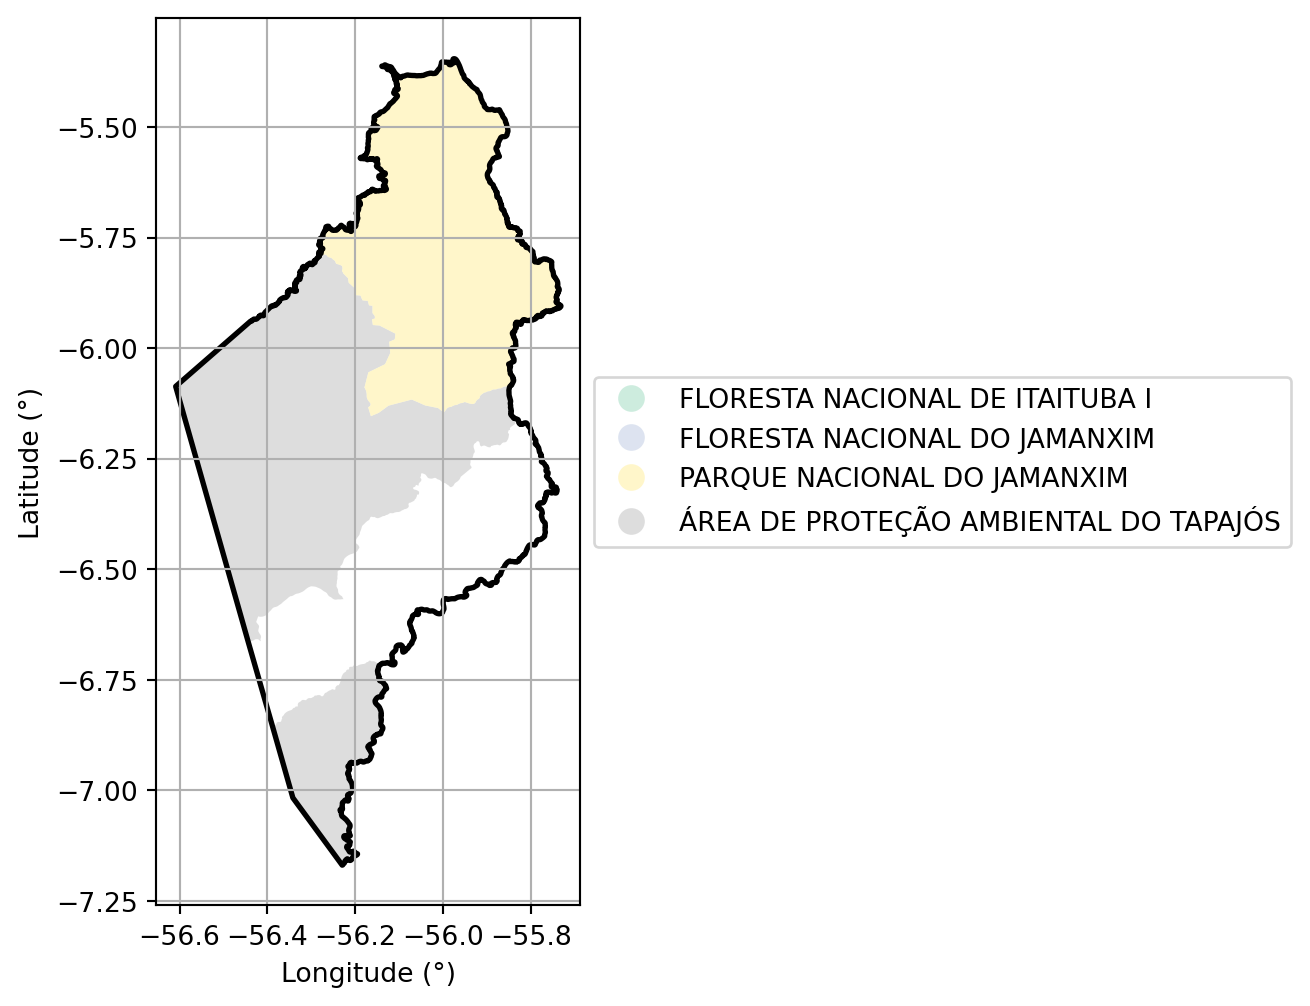 −5.50
−5.75
−6.00
−6.25
−6.50
−6.75
−7.00
−7.25
−56.6 −56.4 −56.2 −56.0 −55.8
Longitude (°)
Latitude (°)
FLORESTA NACIONAL DE ITAITUBA I
FLORESTA NACIONAL DO JAMANXIM
PARQUE NACIONAL DO JAMANXIM
ÁREA DE PROTEÇÃO AMBIENTAL DO TAPAJÓS